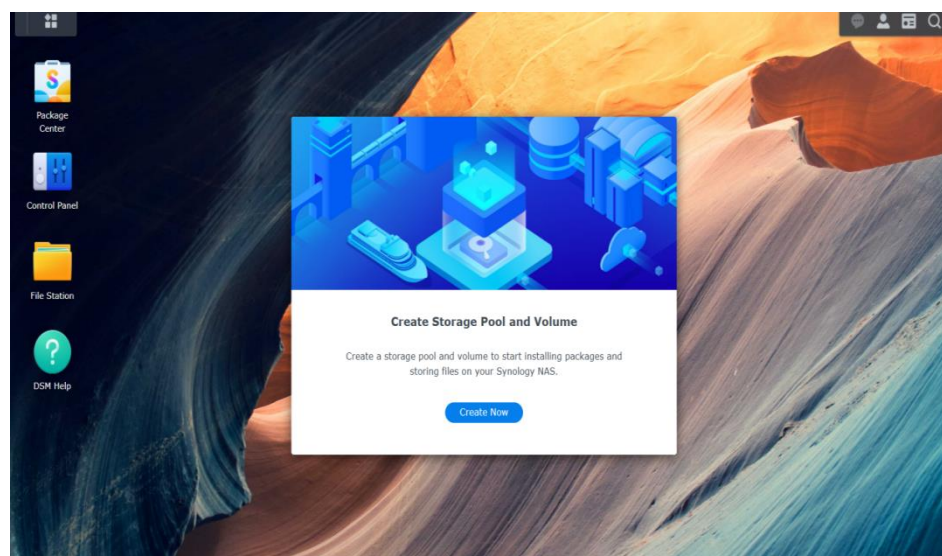 Package
Center
Control Panel
File Station
?
DSM Help
Create Storage Pool and Volume
Create a storage pool and volume to start installing packages and
storing files on your Synology NAS.
Create Now